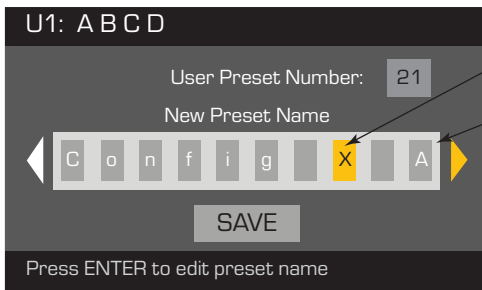 U1: A B C D
User Preset Number: 21
New Preset Name
C o n f i g X A
SAVE
Press ENTER to edit preset name